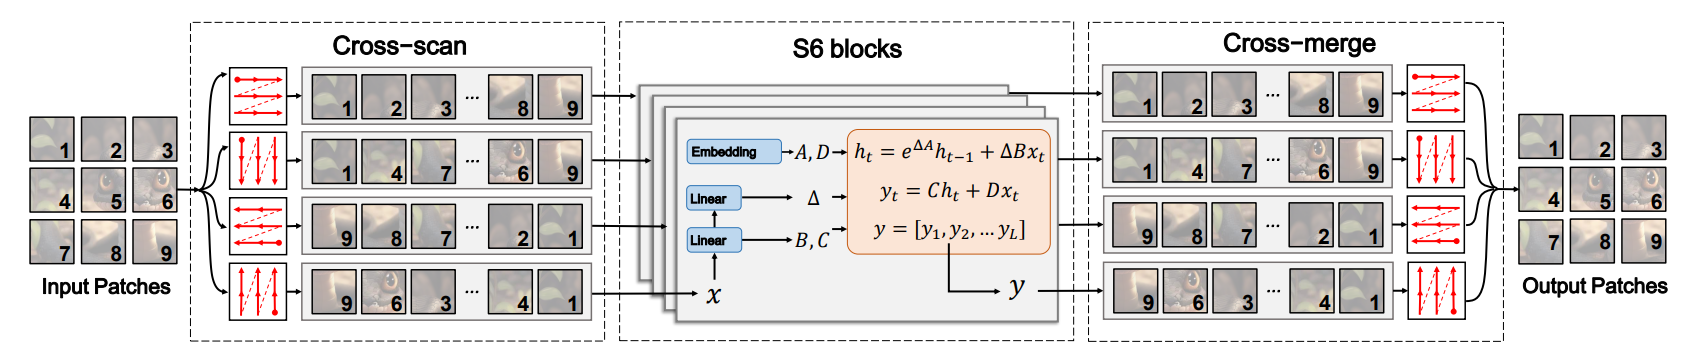 Cross-scan
S6 blocks
Cross-merge
1 2 3
4 5 6
7 8 9
Input Patches
1 2 3 ... 8 9
1 4 7 ... 6 9
9 8 7 ... 2 1
9 6 3 ... 4 1
Embedding
A, D
Linear
Δ
Linear
B, C
x
h_t = e^{ΔA}h_{t−1} + ΔBx_t
y_t = Ch_t + Dx_t
y = [y_1, y_2, … y_L]
y
1 2 3 ... 8 9
1 4 7 ... 6 9
9 8 7 ... 2 1
9 6 3 ... 4 1
1 2 3
4 5 6
7 8 9
Output Patches